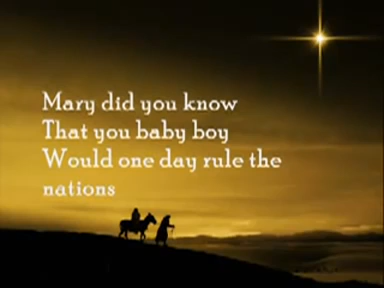 Mary did you know
That you baby boy
Would one day rule the
nations